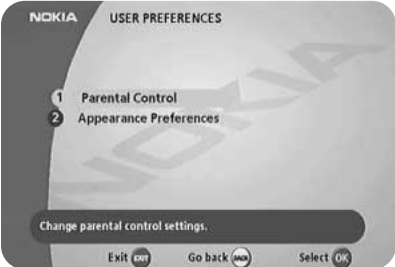 NOKIA USER PREFERENCES
1 Parental Control
2 Appearance Preferences
NOKIA
Change parental control settings.
Exit EXIT Go back BACK Select OK